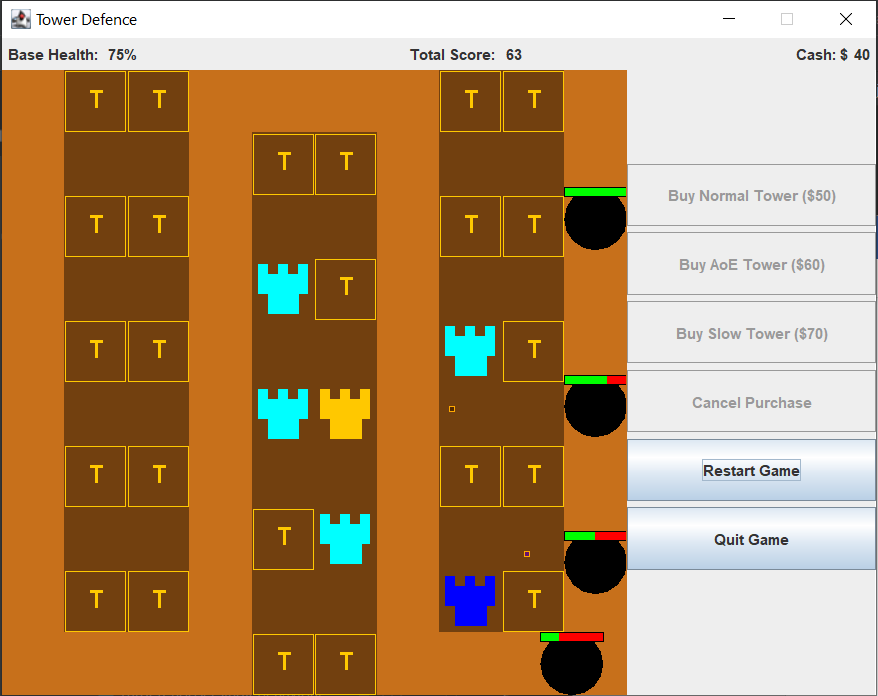 Tower Defence
Base Health: 75% Total Score: 63 Cash: $ 40
T T T T
T T
T T T T
T
T T T
T T T T
T
T T T
T T
Buy Normal Tower ($50)
Buy AoE Tower ($60)
Buy Slow Tower ($70)
Cancel Purchase
Restart Game
Quit Game